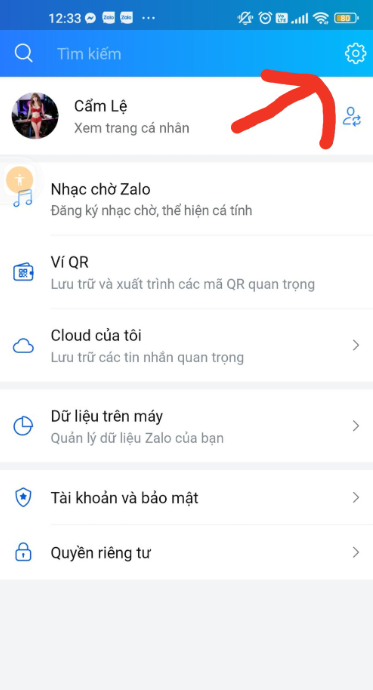 12:33 Zalo Zalo ... 80
Tìm kiếm
Cẩm Lệ
Xem trang cá nhân
Nhạc chờ Zalo
Đăng ký nhạc chờ, thể hiện cá tính
Ví QR
Lưu trữ và xuất trình các mã QR quan trọng
Cloud của tôi
Lưu trữ các tin nhắn quan trọng
Dữ liệu trên máy
Quản lý dữ liệu Zalo của bạn
Tài khoản và bảo mật
Quyền riêng tư